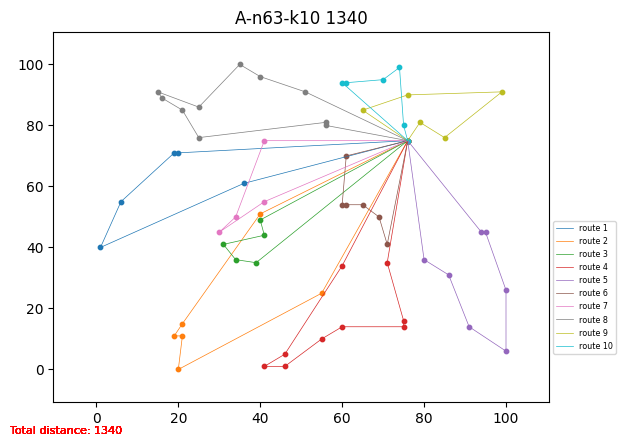 A-n63-k10 1340
100
80
60
40
20
0
0 20 40 60 80 100
route 1
route 2
route 3
route 4
route 5
route 6
route 7
route 8
route 9
route 10
Total distance: 1340